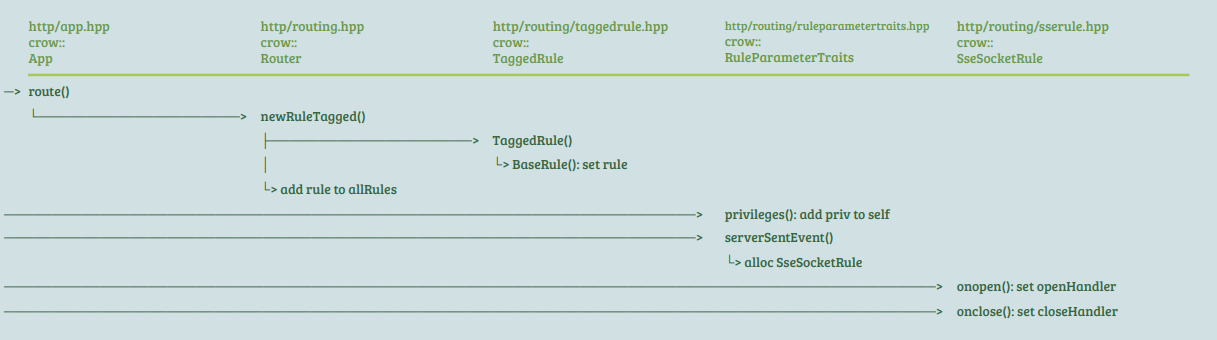 http/app.hpp http/routing.hpp http/routing/taggedrule.hpp http/routing/ruleparametertraits.hpp http/routing/sserule.hpp
crow:: crow:: crow:: crow:: crow::
App Router TaggedRule RuleParameterTraits SseSocketRule
route()
newRuleTagged()
TaggedRule()
BaseRule(): set rule
add rule to allRules
privileges(): add priv to self
serverSentEvent()
alloc SseSocketRule
onopen(): set openHandler
onclose(): set closeHandler